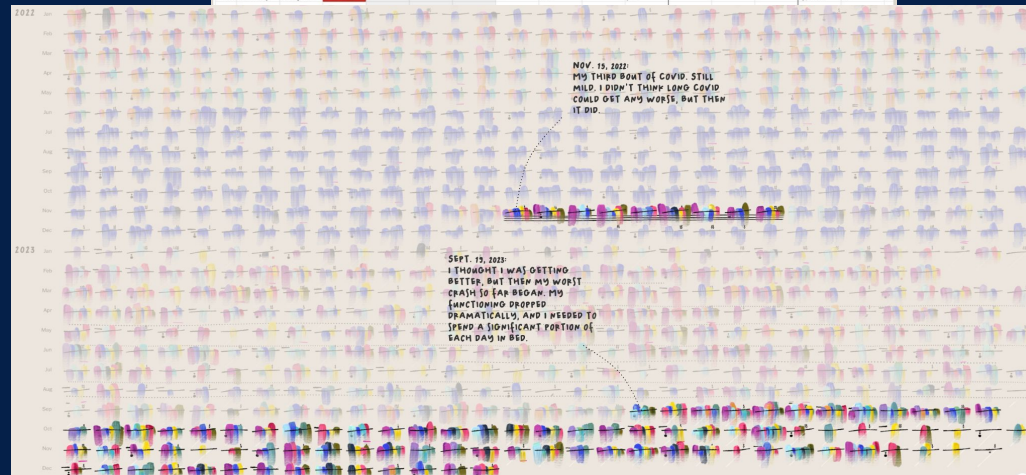 2022
Jan
Feb
Mar
Apr
May
Jun
Jul
Aug
Sep
Oct
Nov
Dec
NOV. 15, 2022:
MY THIRD BOUT OF COVID. STILL
MILD. I DIDN'T THINK LONG COVID
COULD GET ANY WORSE, BUT THEN
IT DID.
2023
Jan
Feb
Mar
Apr
May
Jun
Jul
Aug
Sep
Oct
Nov
Dec
SEPT. 15, 2023:
I THOUGHT I WAS GETTING
BETTER, BUT THEN MY WORST
CRASH SO FAR BEGAN. MY
FUNCTIONING DROPPED
DRAMATICALLY, AND I NEEDED TO
SPEND A SIGNIFICANT PORTION OF
EACH DAY IN BED.